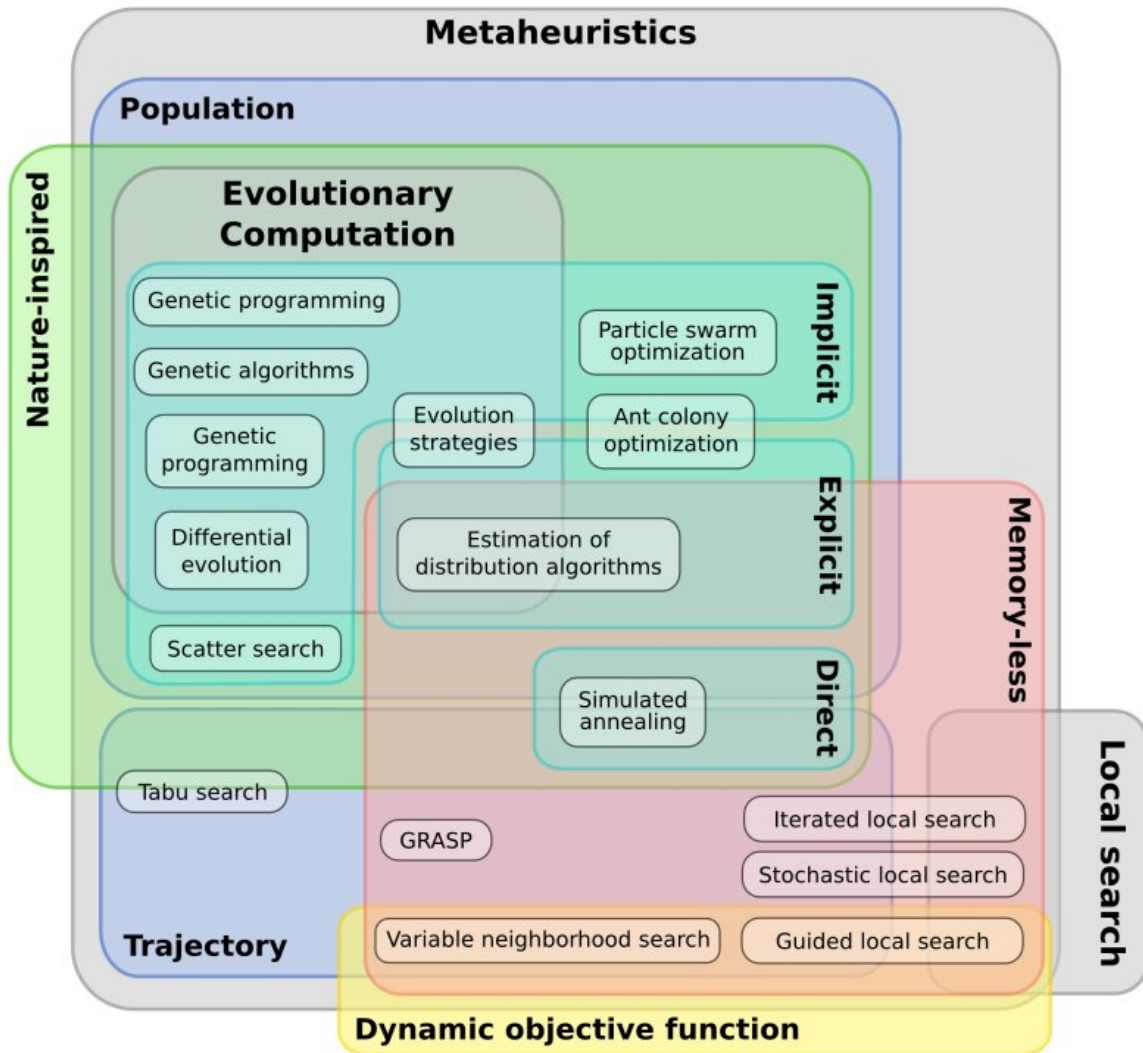 Metaheuristics
Population
Nature-inspired
Evolutionary
Computation
Implicit
Genetic programming
Particle swarm
optimization
Genetic algorithms
Evolution
strategies
Ant colony
optimization
Genetic
programming
Explicit
Memory-less
Differential
evolution
Estimation of
distribution algorithms
Scatter search
Direct
Simulated
annealing
Local search
Tabu search
Iterated local search
GRASP
Stochastic local search
Trajectory
Variable neighborhood search
Guided local search
Dynamic objective function